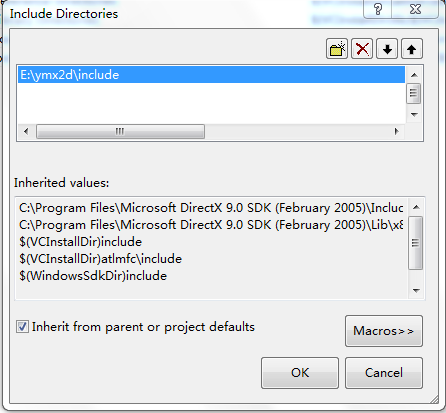 Include Directories
E:\ymx2d\include
Inherited values:
C:\Program Files\Microsoft DirectX 9.0 SDK (February 2005)\Includ
C:\Program Files\Microsoft DirectX 9.0 SDK (February 2005)\Lib\x8
$(VCInstallDir)include
$(VCInstallDir)atlmfc\include
$(WindowsSdkDir)include
Inherit from parent or project defaults
Macros>>
OK
Cancel